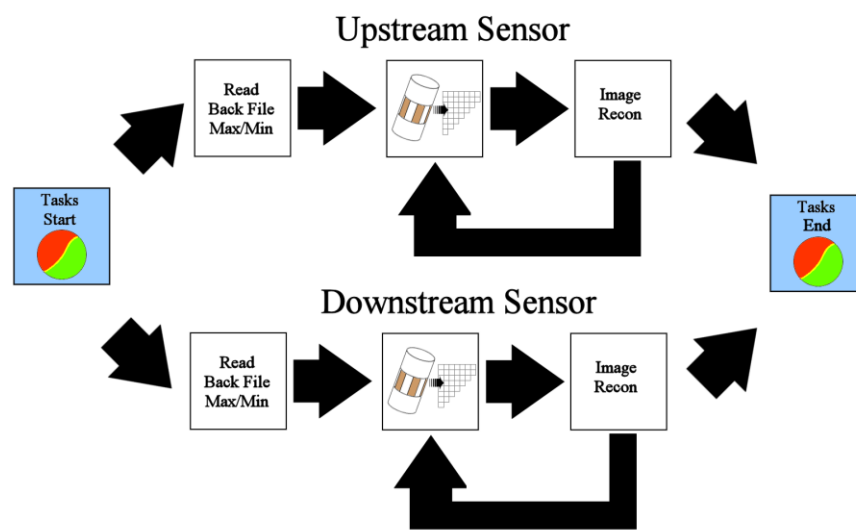 Upstream Sensor
Read
Back File
Max/Min
Image
Recon
Tasks
Start
Tasks
End
Downstream Sensor
Read
Back File
Max/Min
Image
Recon